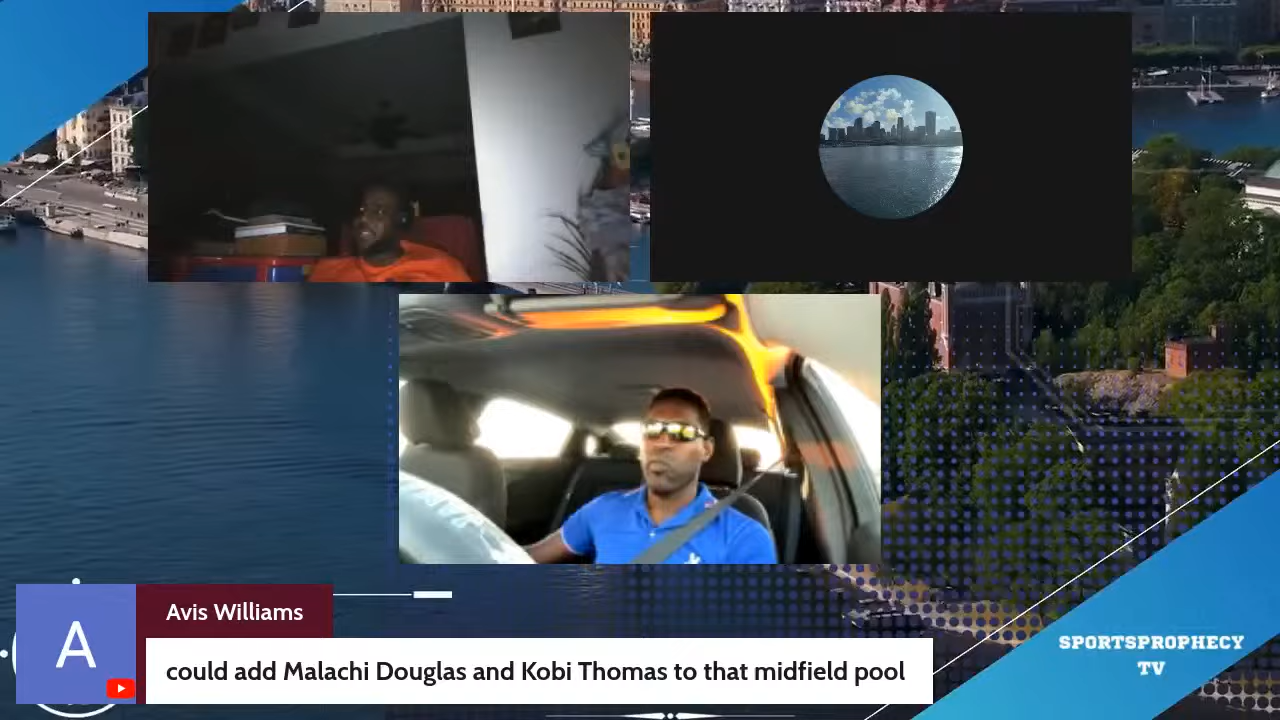 A
Avis Williams
could add Malachi Douglas and Kobi Thomas to that midfield pool
SPORTSPROPHECY
TV